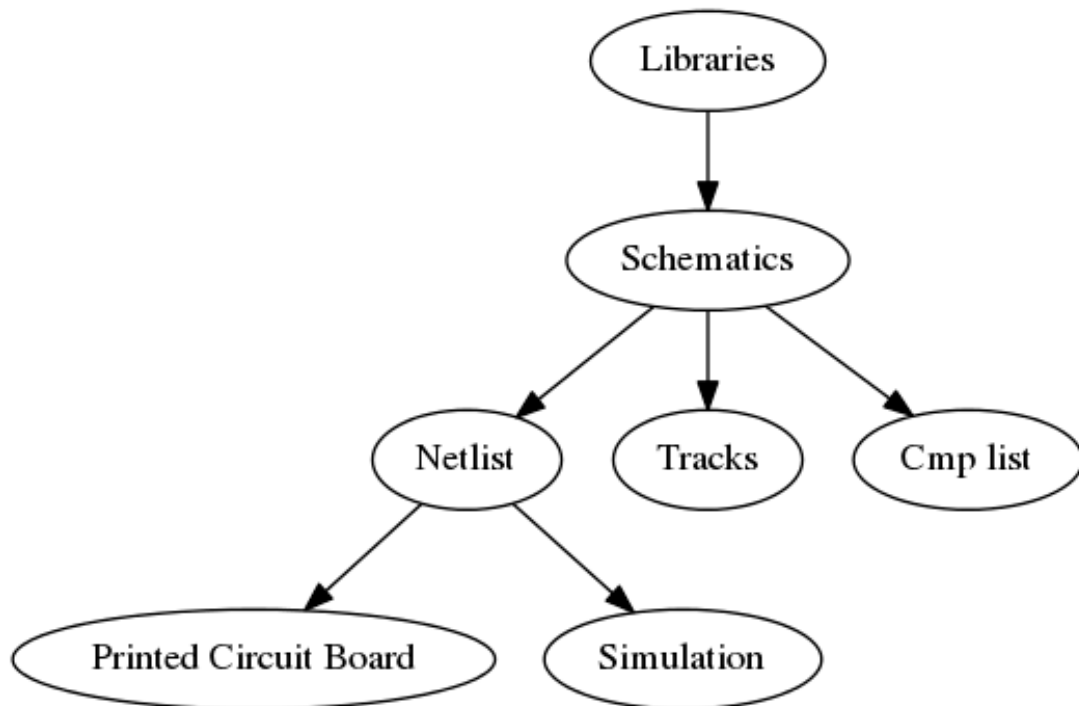 Libraries
Schematics
Netlist
Tracks
Cmp list
Printed Circuit Board
Simulation